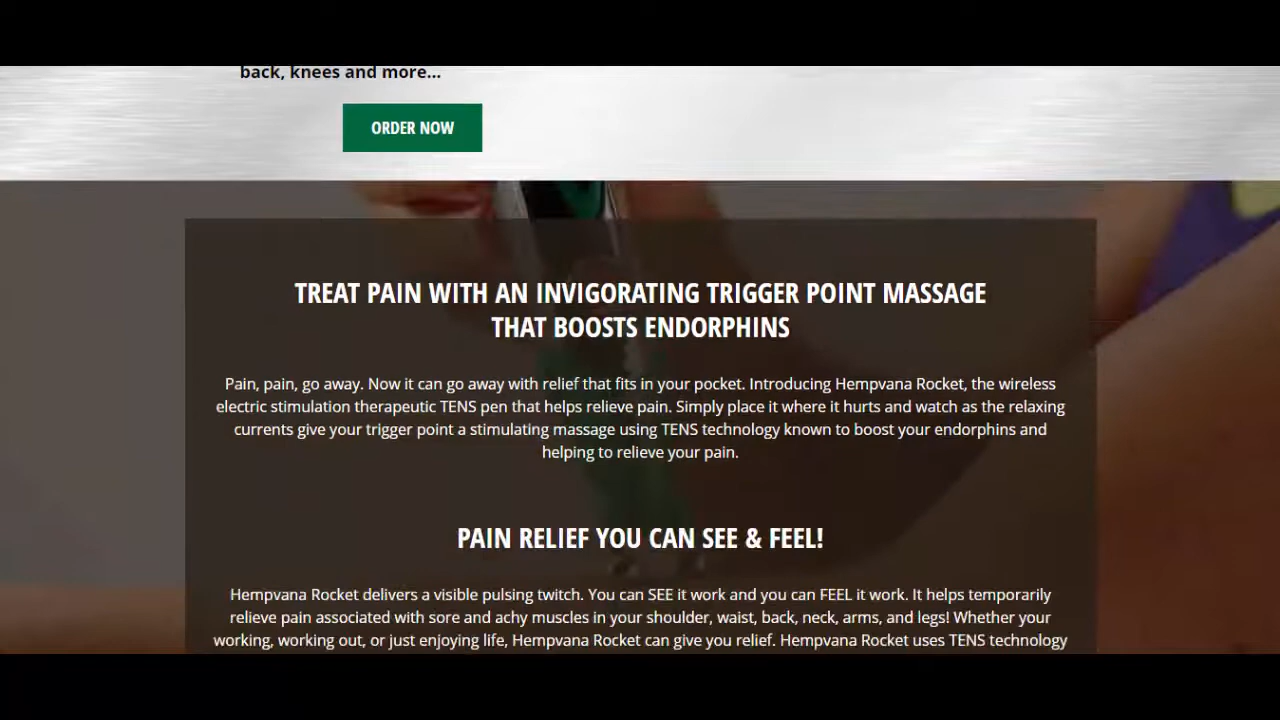 back, knees and more...
ORDER NOW
TREAT PAIN WITH AN INVIGORATING TRIGGER POINT MASSAGE
THAT BOOSTS ENDORPHINS
Pain, pain, go away. Now it can go away with relief that fits in your pocket. Introducing Hempvana Rocket, the wireless
electric stimulation therapeutic TENS pen that helps relieve pain. Simply place it where it hurts and watch as the relaxing
currents give your trigger point a stimulating massage using TENS technology known to boost your endorphins and
helping to relieve your pain.
PAIN RELIEF YOU CAN SEE & FEEL!
Hempvana Rocket delivers a visible pulsing twitch. You can SEE it work and you can FEEL it work. It helps temporarily
relieve pain associated with sore and achy muscles in your shoulder, waist, back, neck, arms, and legs! Whether your
working, working out, or just enjoying life, Hempvana Rocket can give you relief. Hempvana Rocket uses TENS technology